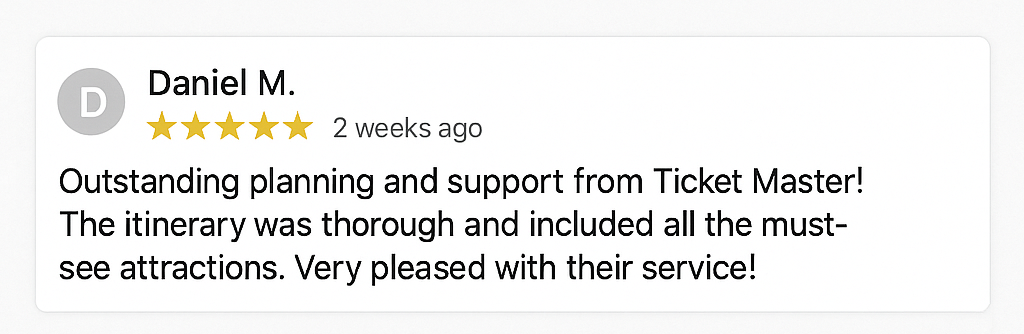 D
Daniel M.
★★★★★ 2 weeks ago
Outstanding planning and support from Ticket Master!
The itinerary was thorough and included all the must-
see attractions. Very pleased with their service!